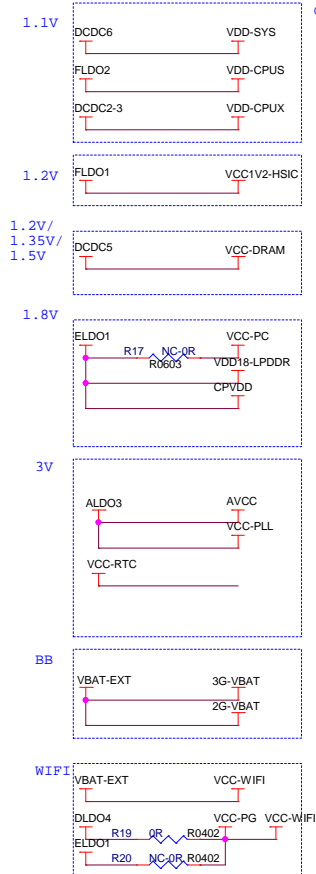 1.1V
DCDC6 VDD-SYS
FLDO2 VDD-CPUS
DCDC2-3 VDD-CPUX
1.2V
FLDO1 VCC1V2-HSIC
1.2V/
1.35V/
1.5V
DCDC5 VCC-DRAM
1.8V
ELDO1 VCC-PC
R17 NC-0R
R0603
VDD18-LPDDR
CPVDD
3V
ALDO3 AVCC
VCC-PLL
VCC-RTC
BB
VBAT-EXT 3G-VBAT
2G-VBAT
WIFI
VBAT-EXT VCC-WIFI
DLDO4 VCC-PG VCC-WIFI
R19 0R R0402
ELDO1
R20 NC-0R R0402